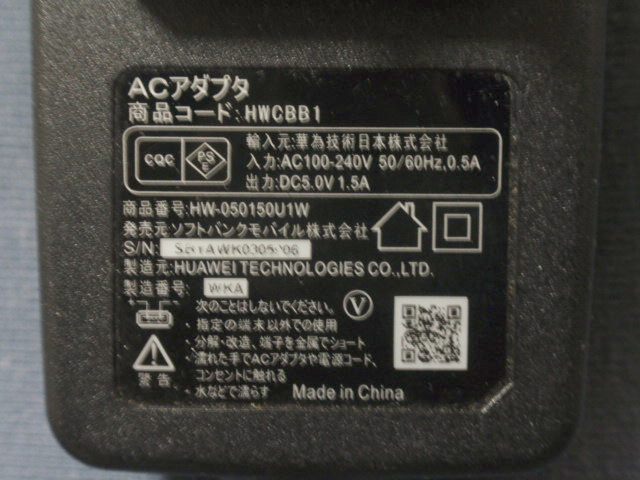 ACアダプタ
商品コード:HWCBB1
CQC
PS
E
輸入元:華為技術日本株式会社
入力:AC100-240V 50/60Hz,0.5A
出力:DC5.0V 1.5A
商品番号:HW-050150U1W
発売元:ソフトバンクモバイル株式会社
S/N:
製造元:HUAWEI TECHNOLOGIES CO.,LTD.
製造番号: WKA
次のことはしないでください。
V
・指定の端末以外での使用
・分解・改造、端子を金属でショート
・濡れた手でACアダプタや電源コード、
コンセントに触れる
・水などで濡らす
警告
Made in China